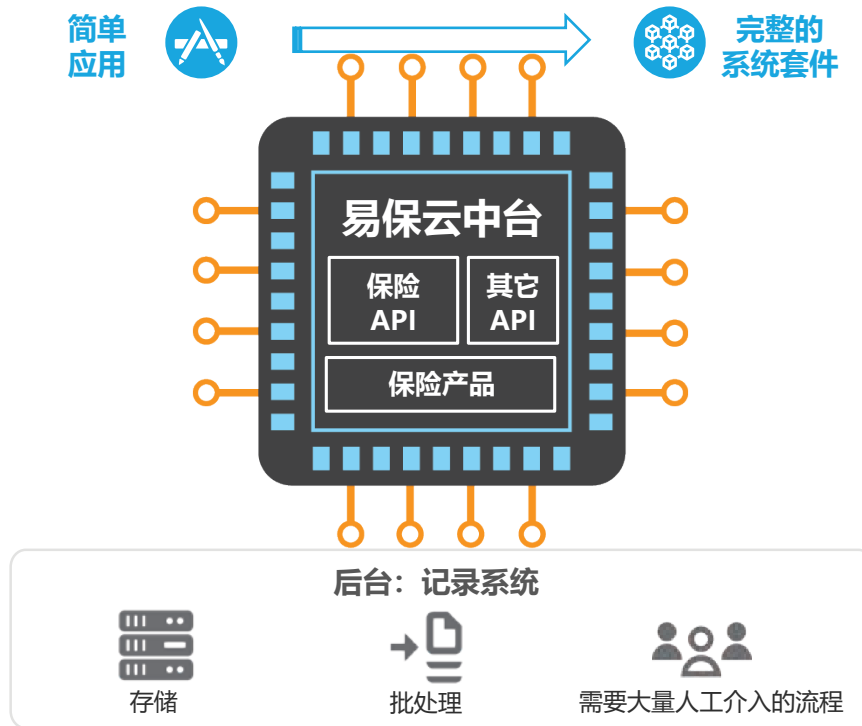 简单
应用
完整的
系统套件
易保云中台
保险
API
其它
API
保险产品
后台：记录系统
存储
批处理
需要大量人工介入的流程